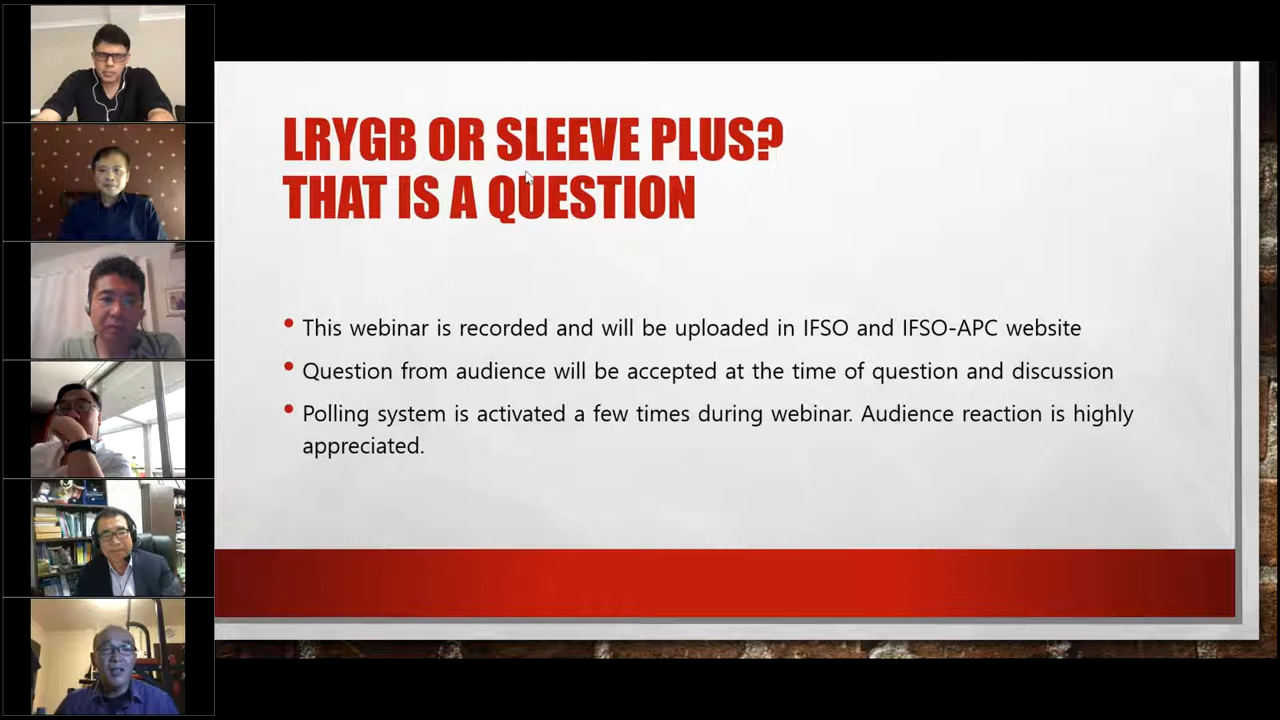 LRYGB OR SLEEVE PLUS?
THAT IS A QUESTION
• This webinar is recorded and will be uploaded in IFSO and IFSO-APC website
• Question from audience will be accepted at the time of question and discussion
• Polling system is activated a few times during webinar. Audience reaction is highly
appreciated.